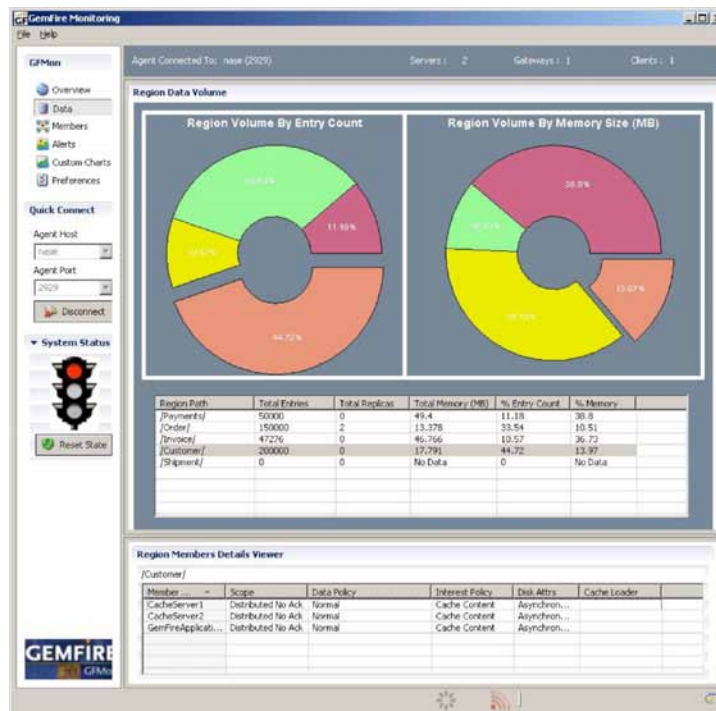 GemFire Monitoring
File Help
GFMon
Overview
Data
Members
Alerts
Custom Charts
Preferences
Quick Connect
Agent Host
nase
Agent Port
2929
Disconnect
System Status
Reset State
GEMFIRE
GFMon
Agent Connected To: nase (2929) Servers : 2 Gateways : 1 Clients : 1
Region Data Volume
Region Volume By Entry Count
11.18%
44.72%
Region Volume By Memory Size (MB)
38.8%
13.97%
Region Path Total Entries Total Replicas Total Memory (MB) % Entry Count % Memory
/Payments/ 50000 0 49.4 11.18 38.8
/Order/ 150000 2 13.378 33.54 10.51
/Invoice/ 47276 0 46.766 10.57 36.73
/Customer/ 200000 0 17.791 44.72 13.97
/Shipment/ 0 0 No Data 0 No Data
Region Members Details Viewer
/Customer/
Member ... Scope Data Policy Interest Policy Disk Attrs Cache Loader
CacheServer1 Distributed No Ack Normal Cache Content Asynchron...
CacheServer2 Distributed No Ack Normal Cache Content Asynchron...
GemFireApplicati... Distributed No Ack Normal Cache Content Asynchron...